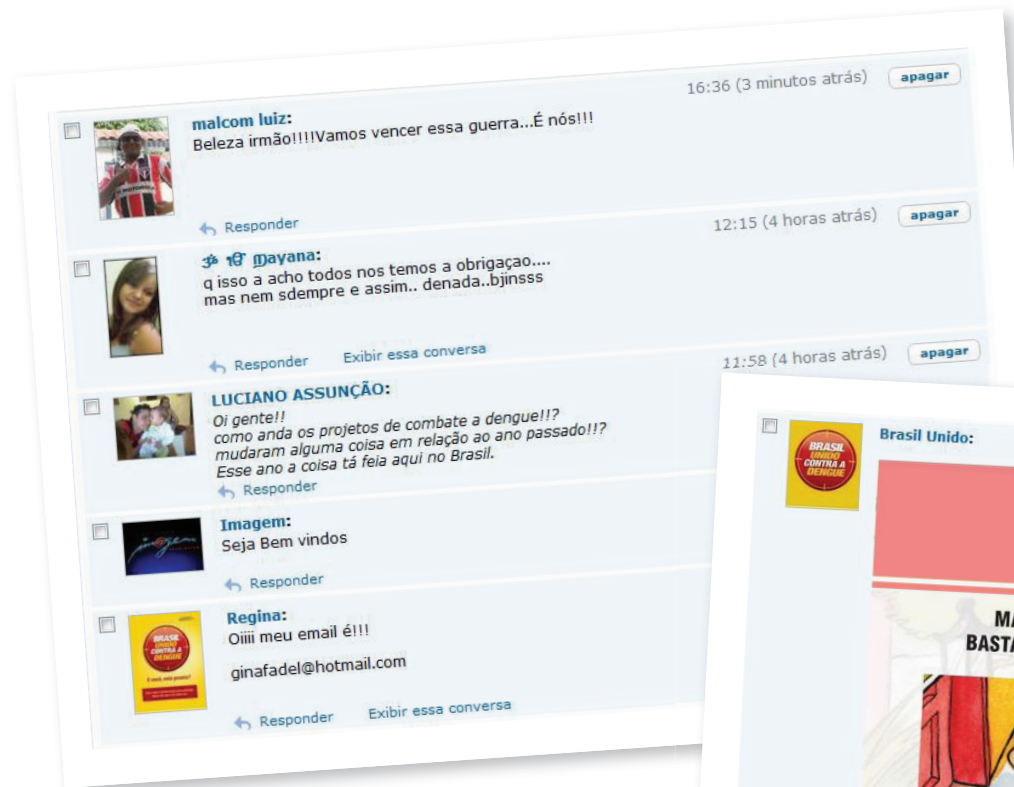 16:36 (3 minutos atrás) apagar
malcom luiz:
Beleza irmão!!!!Vamos vencer essa guerra...É nós!!!
Responder
12:15 (4 horas atrás) apagar
ॐ ੴ ɱayana:
q isso a acho todos nos temos a obrigaçao....
mas nem sdempre e assim.. denada..bjinsss
Responder Exibir essa conversa
11:58 (4 horas atrás) apagar
LUCIANO ASSUNÇÃO:
Oi gente!!
como anda os projetos de combate a dengue!!?
mudaram alguma coisa em relação ao ano passado!!?
Esse ano a coisa tá feia aqui no Brasil.
Responder
Imagem:
Seja Bem vindos
Responder
Regina:
Oiiii meu email é!!!
ginafadel@hotmail.com
Responder Exibir essa conversa
BRASIL
UNIDO
CONTRA A
DENGUE
Brasil Unido:
BRASIL
UNIDO
CONTRA A
DENGUE
MA
BASTA